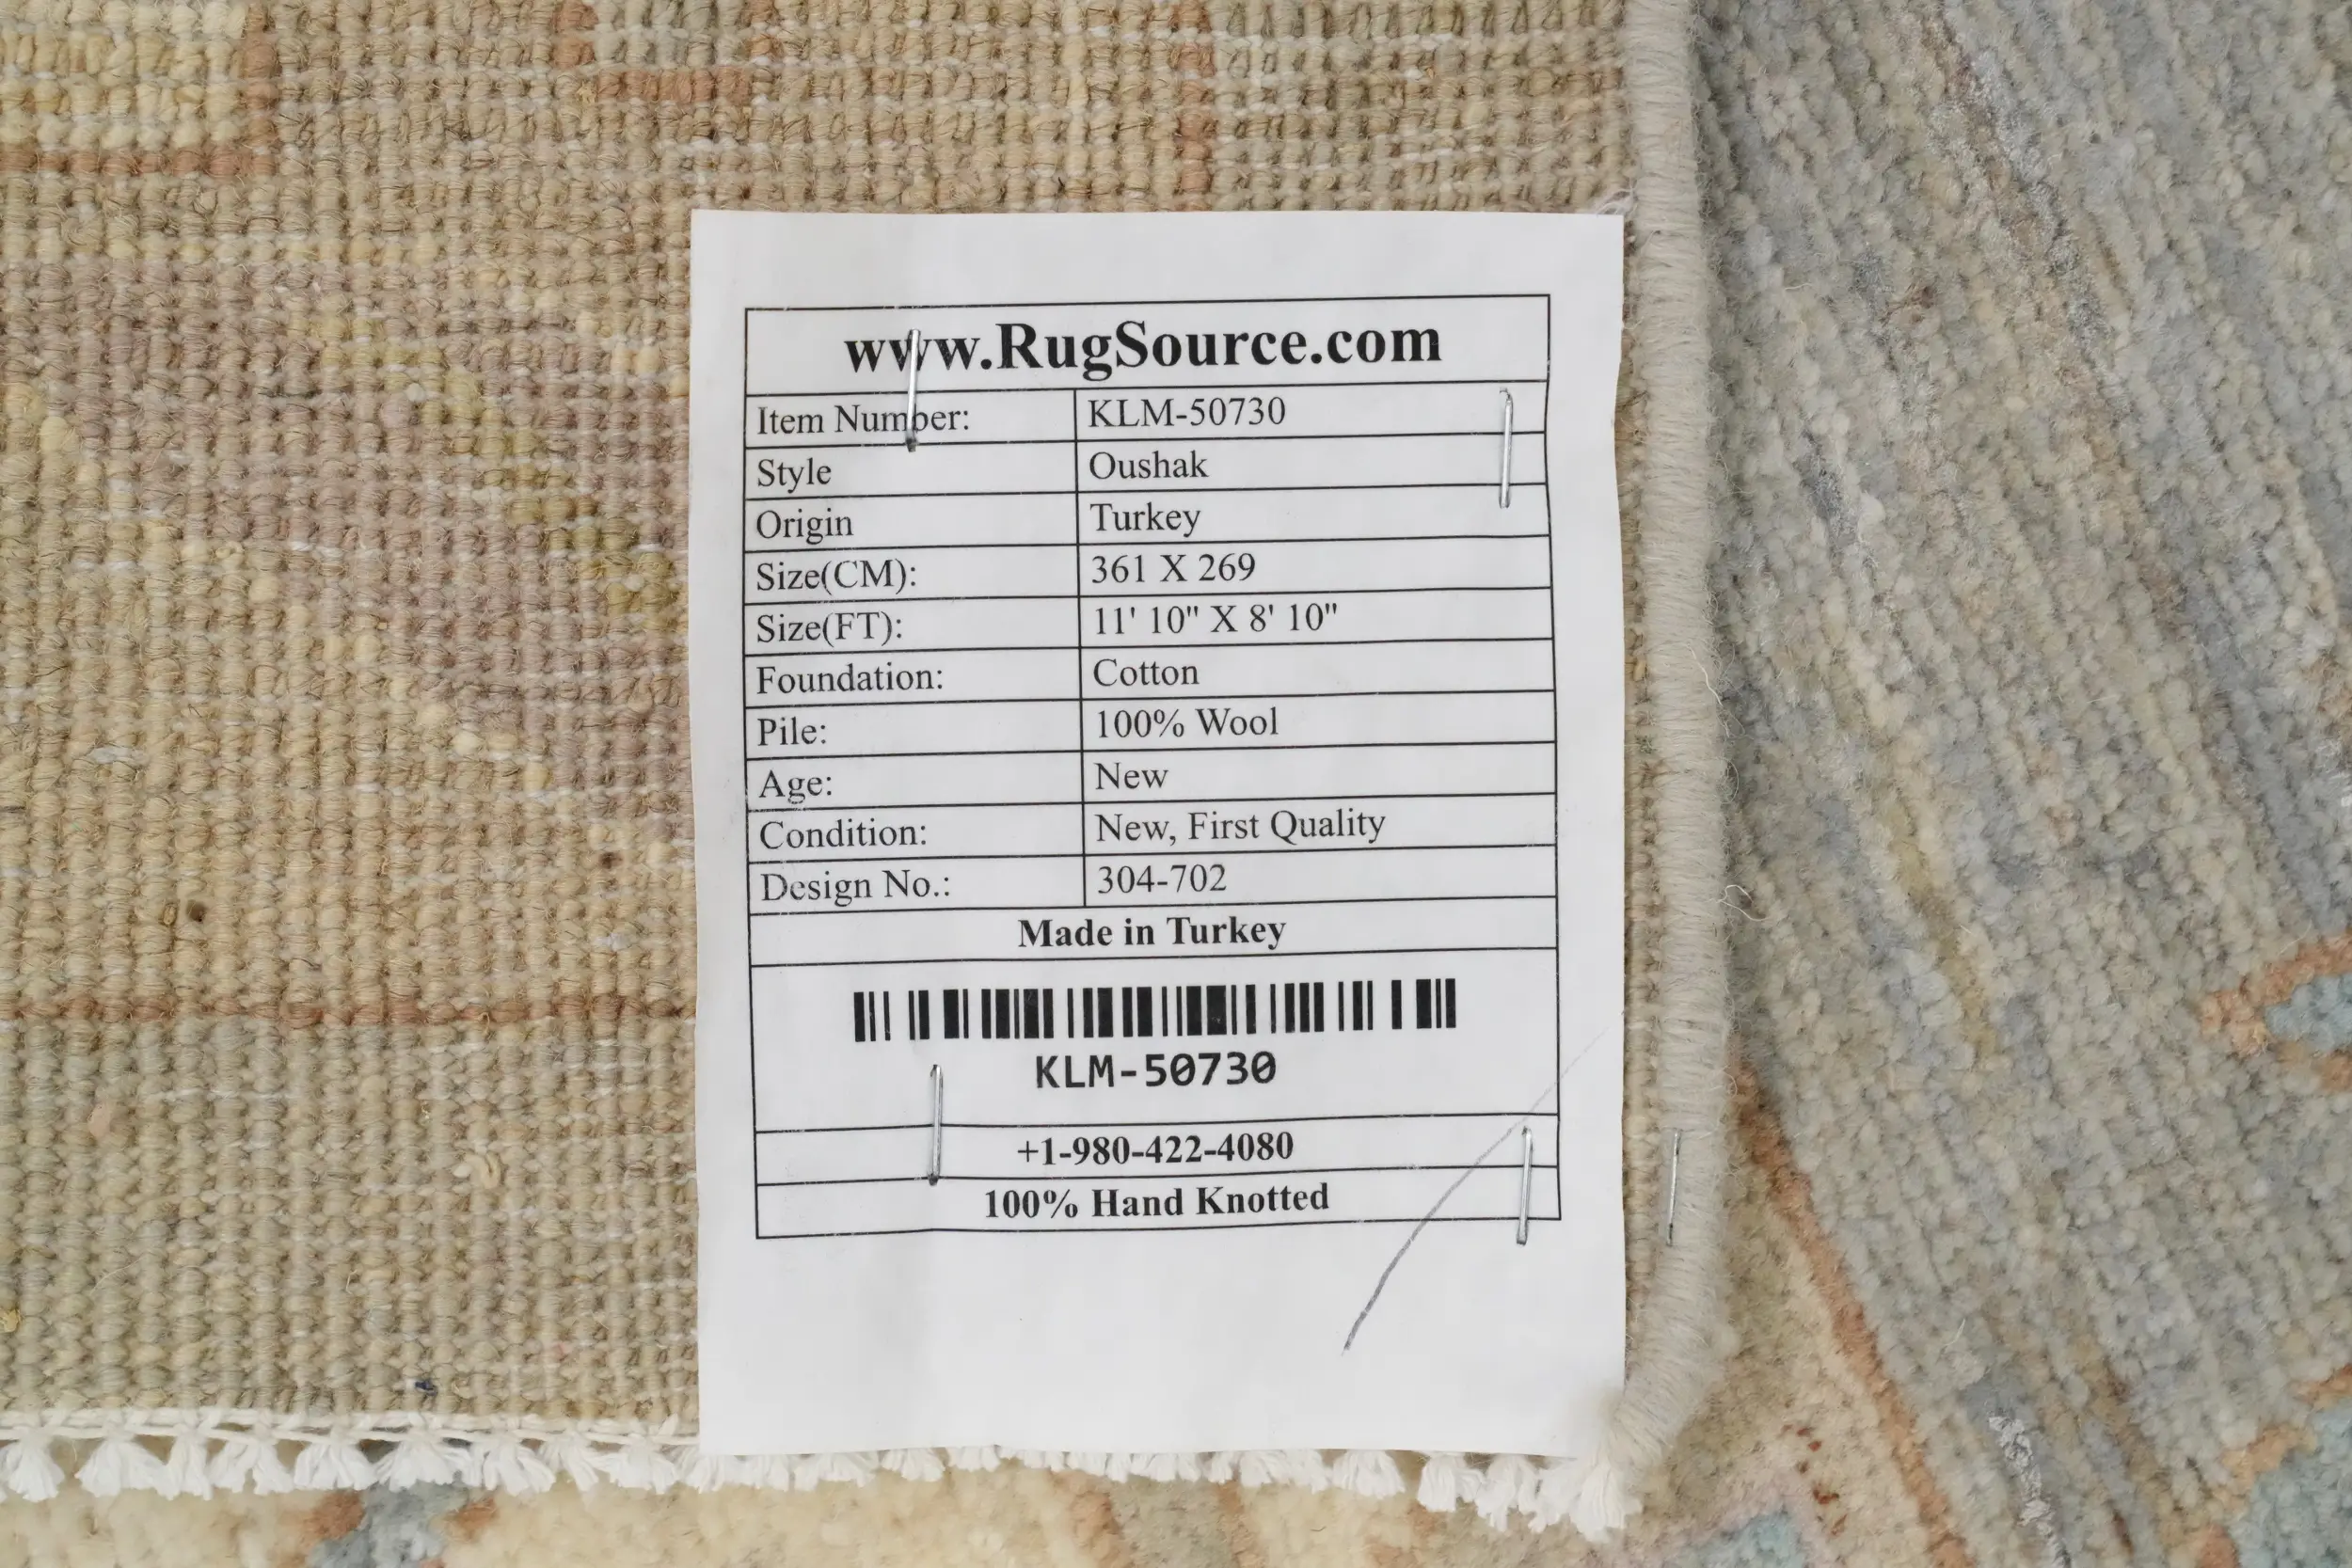 www.RugSource.com
Item Number: KLM-50730
Style Oushak
Origin Turkey
Size(CM): 361 X 269
Size(FT): 11' 10" X 8' 10"
Foundation: Cotton
Pile: 100% Wool
Age: New
Condition: New, First Quality
Design No.: 304-702
Made in Turkey
KLM-50730
+1-980-422-4080
100% Hand Knotted